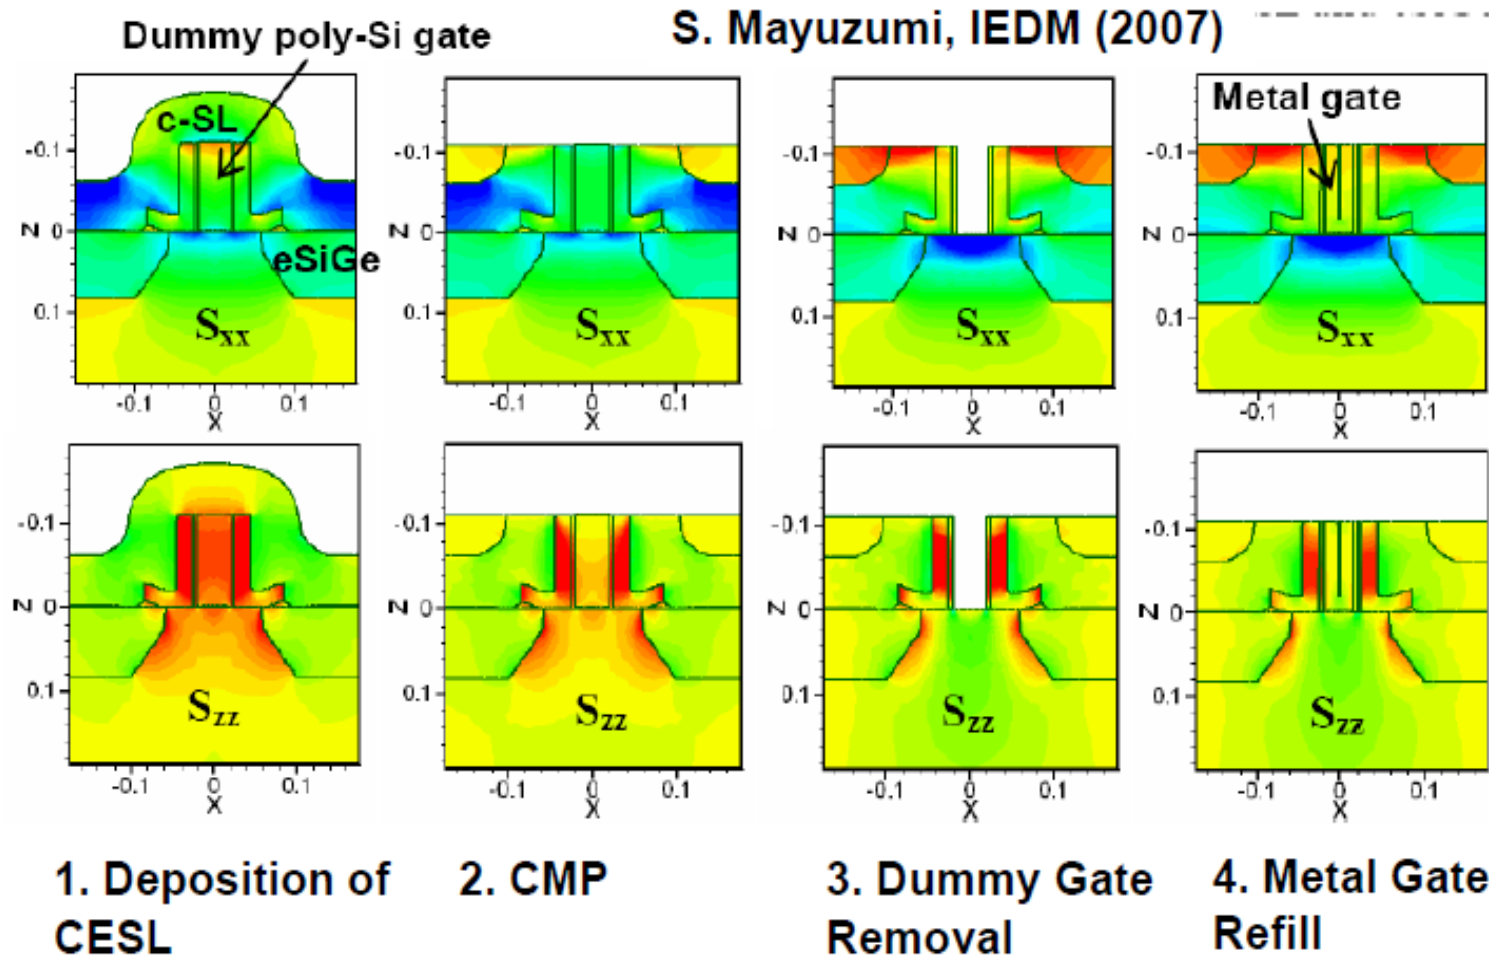 Dummy poly-Si gate
S. Mayuzumi, IEDM (2007)
c-SL
Metal gate
-0.1
-0.1
-0.1
-0.1
Z 0
Z 0
Z 0
Z 0
eSiGe
0.1
0.1
0.1
0.1
Sxx
Sxx
Sxx
Sxx
-0.1 0 0.1
-0.1 0 0.1
-0.1 0 0.1
-0.1 0 0.1
X
X
X
X
-0.1
-0.1
-0.1
-0.1
Z 0
Z 0
Z 0
Z 0
0.1
0.1
0.1
0.1
Szz
Szz
Szz
Szz
-0.1 0 0.1
-0.1 0 0.1
-0.1 0 0.1
-0.1 0 0.1
X
X
X
X
1. Deposition of
CESL
2. CMP
3. Dummy Gate
Removal
4. Metal Gate
Refill